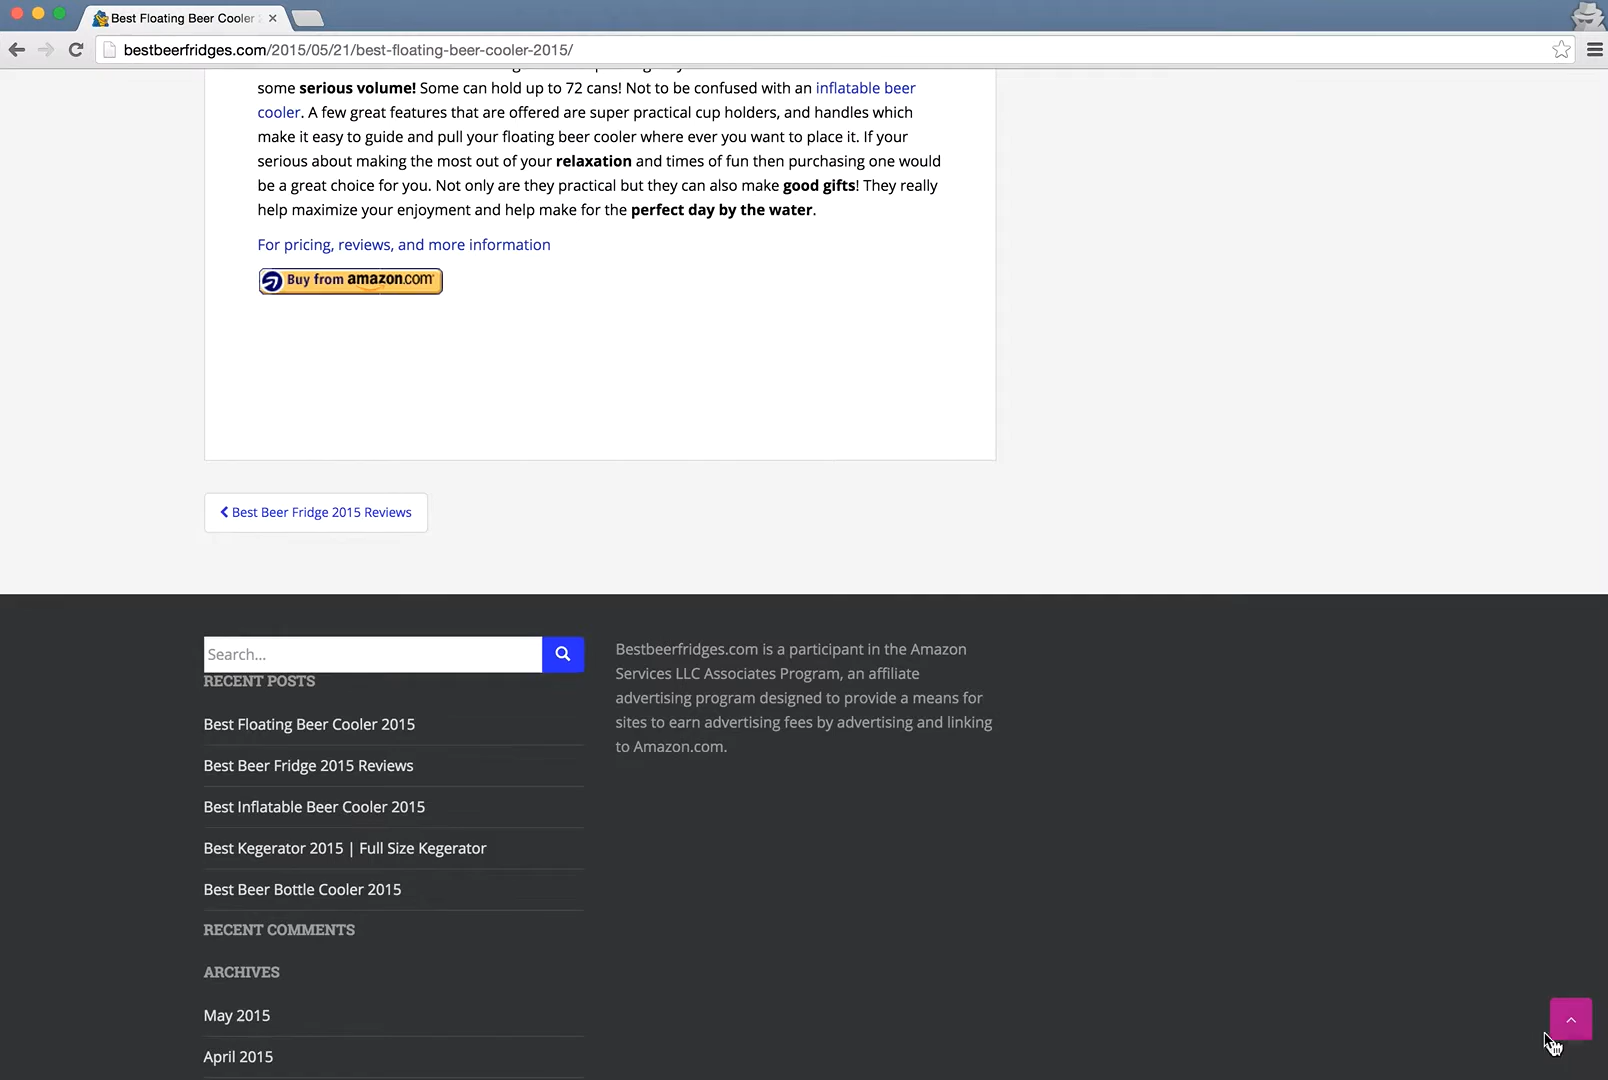 Best Floating Beer Cooler
bestbeerfridges.com/2015/05/21/best-floating-beer-cooler-2015/
some serious volume! Some can hold up to 72 cans! Not to be confused with an inflatable beer
cooler. A few great features that are offered are super practical cup holders, and handles which
make it easy to guide and pull your floating beer cooler where ever you want to place it. If your
serious about making the most out of your relaxation and times of fun then purchasing one would
be a great choice for you. Not only are they practical but they can also make good gifts! They really
help maximize your enjoyment and help make for the perfect day by the water.
For pricing, reviews, and more information
Buy from amazon.com
Best Beer Fridge 2015 Reviews
Search...
RECENT POSTS
Best Floating Beer Cooler 2015
Best Beer Fridge 2015 Reviews
Best Inflatable Beer Cooler 2015
Best Kegerator 2015 | Full Size Kegerator
Best Beer Bottle Cooler 2015
RECENT COMMENTS
ARCHIVES
May 2015
April 2015
Bestbeerfridges.com is a participant in the Amazon
Services LLC Associates Program, an affiliate
advertising program designed to provide a means for
sites to earn advertising fees by advertising and linking
to Amazon.com.